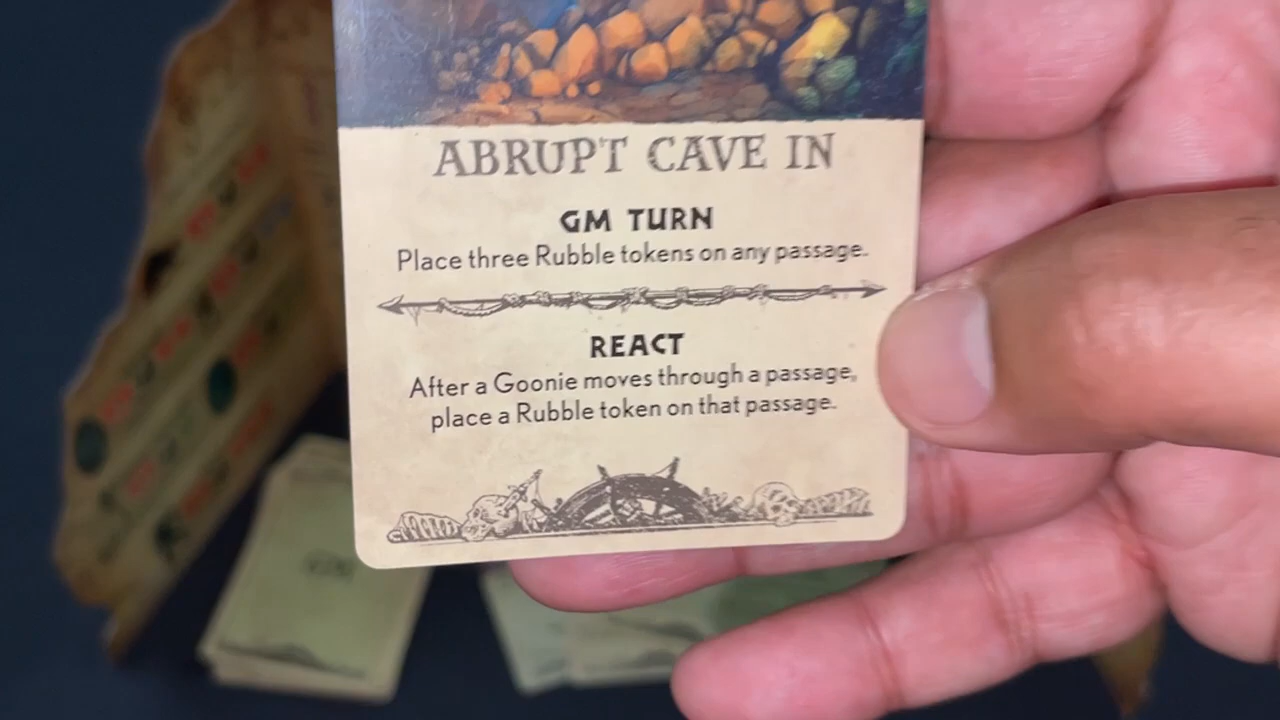 ABRUPT CAVE IN
GM TURN
Place three Rubble tokens on any passage.
REACT
After a Goonie moves through a passage,
place a Rubble token on that passage.
GM